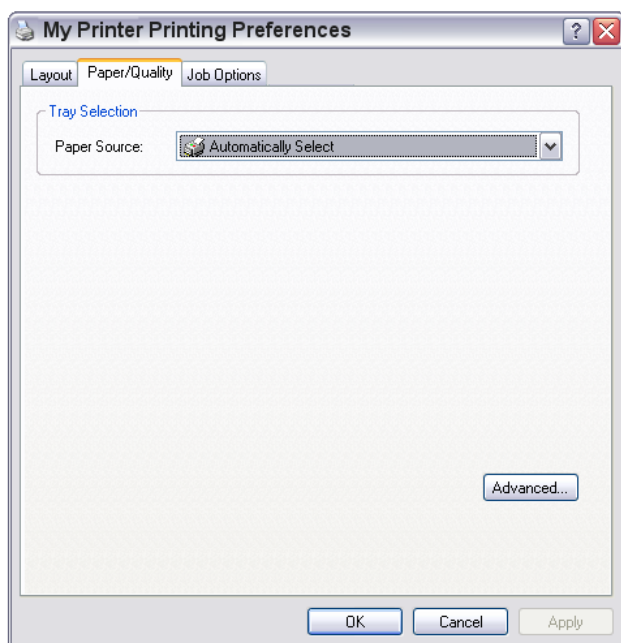 My Printer Printing Preferences
Layout Paper/Quality Job Options
Tray Selection
Paper Source: Automatically Select
Advanced...
OK Cancel Apply